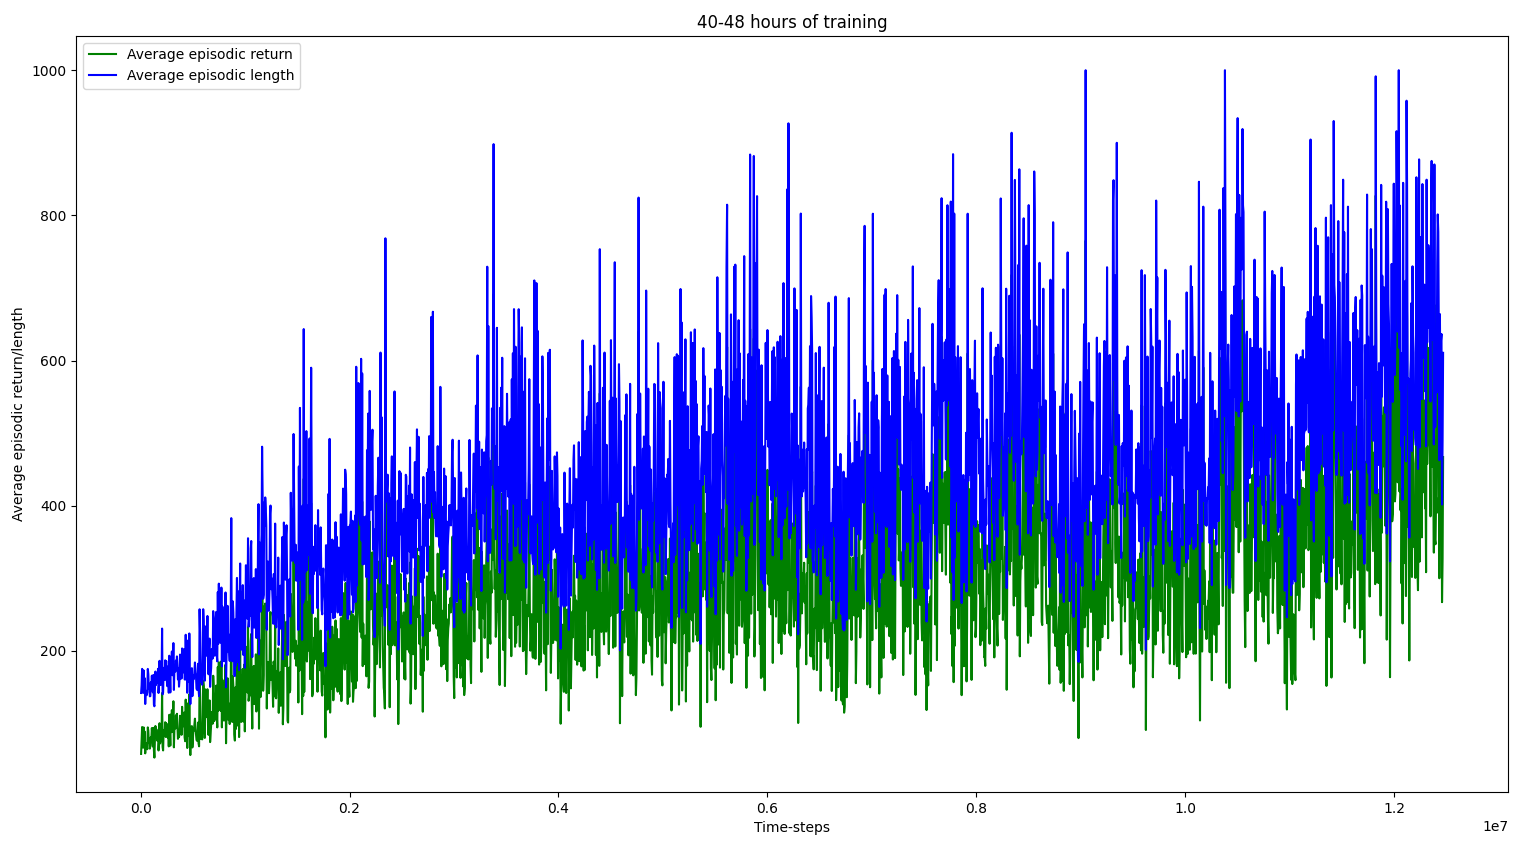 40-48 hours of training
Average episodic return
Average episodic length
1000
800
600
400
200
Average episodic return/length
0.0 0.2 0.4 0.6 0.8 1.0 1.2
Time-steps
1e7